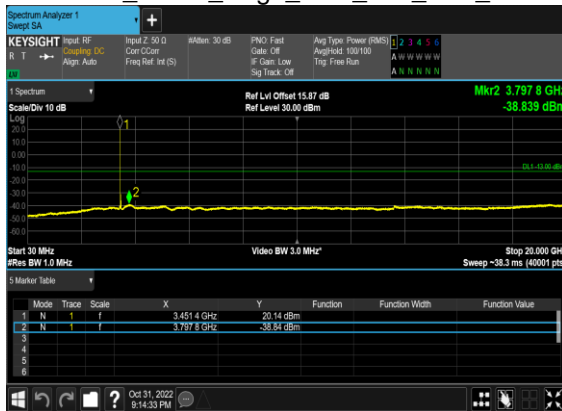 Spectrum Analyzer 1
Swept SA
+
KEYSIGHT Input: RF Input Z: 50 Ω #Atten: 30 dB PNO: Fast Avg Type: Power (RMS) 1 2 3 4 5 6
R T Coupling: DC Corr CCorr Gate: Off Avg|Hold: 100/100 A W W W W W
Align: Auto Freq Ref: Int (S) IF Gain: Low Trig: Free Run
Sig Track: Off A N N N N N
1 Spectrum Ref Lvl Offset 15.87 dB Mkr2 3.797 8 GHz
Scale/Div 10 dB Ref Level 30.00 dBm -38.839 dBm
Log
20.0
10.0
0.00
-10.0
-20.0
-30.0
-40.0
-50.0
-60.0
1
2
DL1 -13.00 dBm
Start 30 MHz Video BW 3.0 MHz* Stop 20.000 GHz
#Res BW 1.0 MHz Sweep ~38.3 ms (40001 pts)
5 Marker Table
Mode Trace Scale X Y Function Function Width Function Value
1 N 1 f 3.451 4 GHz 20.14 dBm
2 N 1 f 3.797 8 GHz -38.84 dBm
3
4
5
6
? Oct 31, 2022
9:14:33 PM